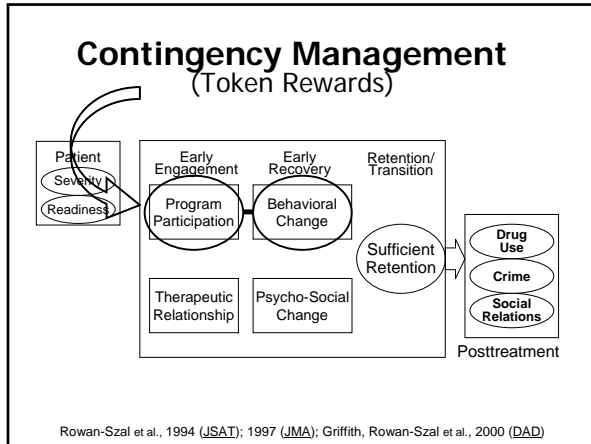 Contingency Management
(Token Rewards)
Patient
Severity
Readiness
Early
Engagement
Program
Participation
Therapeutic
Relationship
Early
Recovery
Behavioral
Change
Psycho-Social
Change
Retention/
Transition
Sufficient
Retention
Drug
Use
Crime
Social
Relations
Posttreatment
Rowan-Szal et al., 1994 (JSAT); 1997 (JMA); Griffith, Rowan-Szal et al., 2000 (DAD)